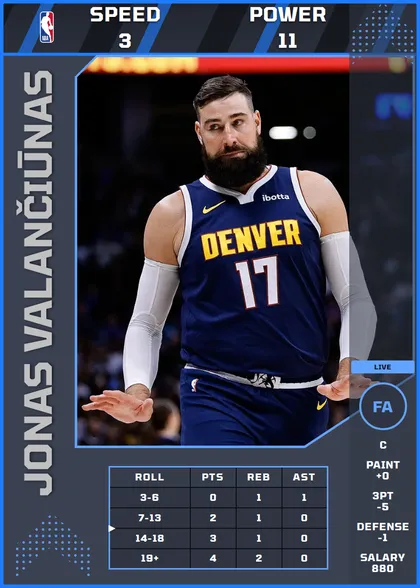 SPEED
3
POWER
11
JONAS VALANČIŪNAS
ibotta
DENVER
17
LIVE
FA
C
PAINT
+0
3PT
-5
DEFENSE
-1
SALARY
880
ROLL PTS REB AST
3-6 0 1 1
7-13 2 1 0
14-18 3 1 0
19+ 4 2 0